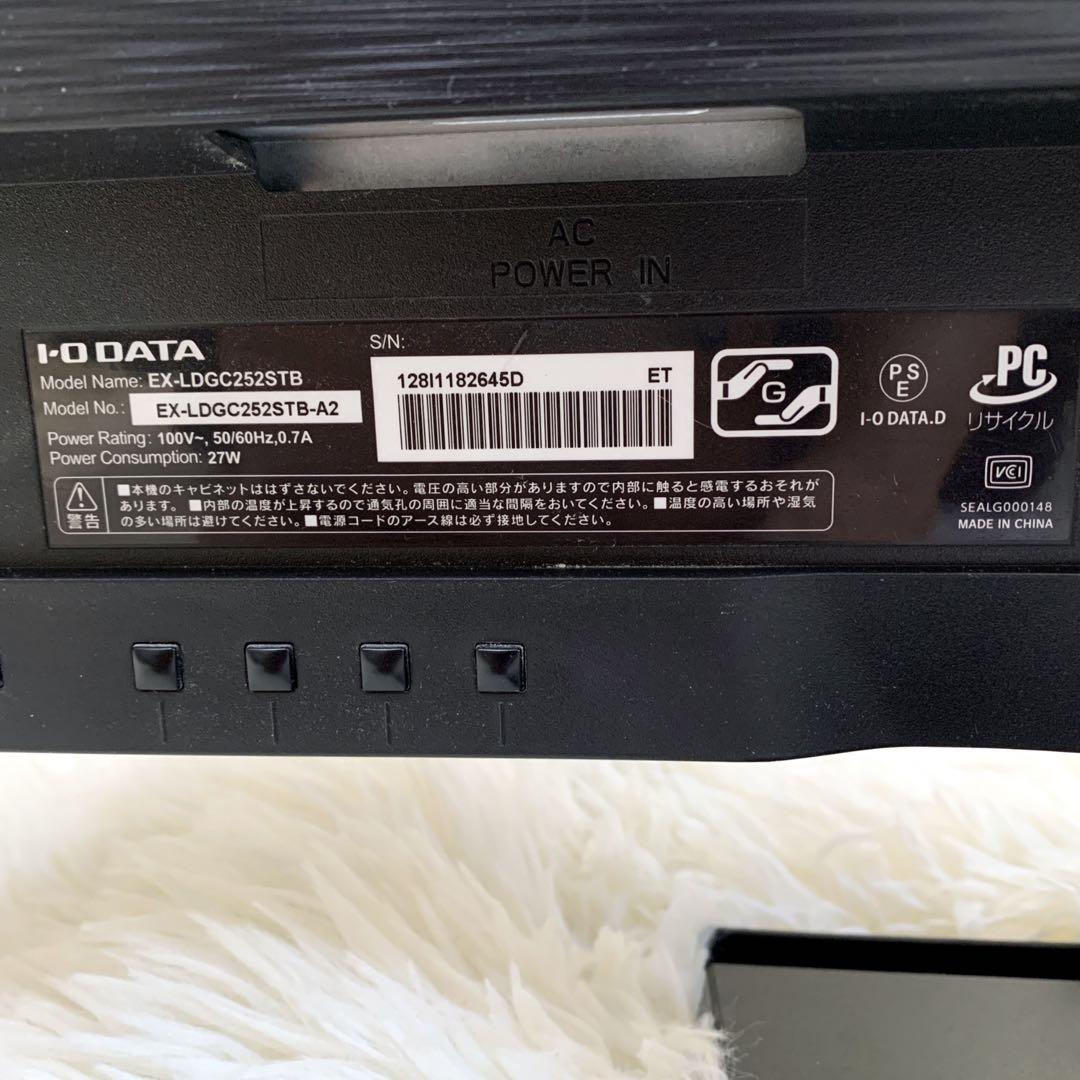 AC
POWER IN
I-O DATA
Model Name: EX-LDGC252STB
Model No.: EX-LDGC252STB-A2
Power Rating: 100V~, 50/60Hz,0.7A
Power Consumption: 27W
S/N:
128I1182645D ET
G
PS
E
I-O DATA.D
PC
リサイクル
VCI
SEALG000148
MADE IN CHINA
警告
■本機のキャビネットははずさないでください。電圧の高い部分がありますので内部に触ると感電するおそれが
あります。■内部の温度が上昇するので通気孔の周囲に適当な間隔をおいてください。■温度の高い場所や湿気
の多い場所は避けてください。■電源コードのアース線は必ず接地してください。